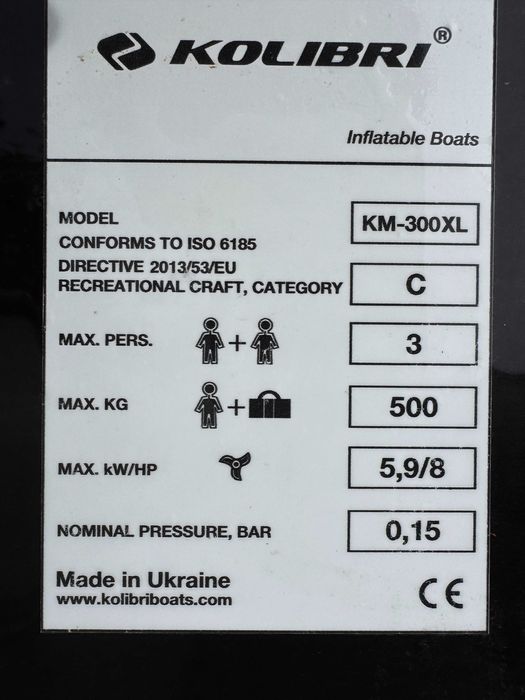 KOLIBRI®
Inflatable Boats
MODEL KM-300XL
CONFORMS TO ISO 6185
DIRECTIVE 2013/53/EU
RECREATIONAL CRAFT, CATEGORY C
MAX. PERS. + 3
MAX. KG + 500
MAX. kW/HP 5,9/8
NOMINAL PRESSURE, BAR 0,15
Made in Ukraine
www.kolibriboats.com CE